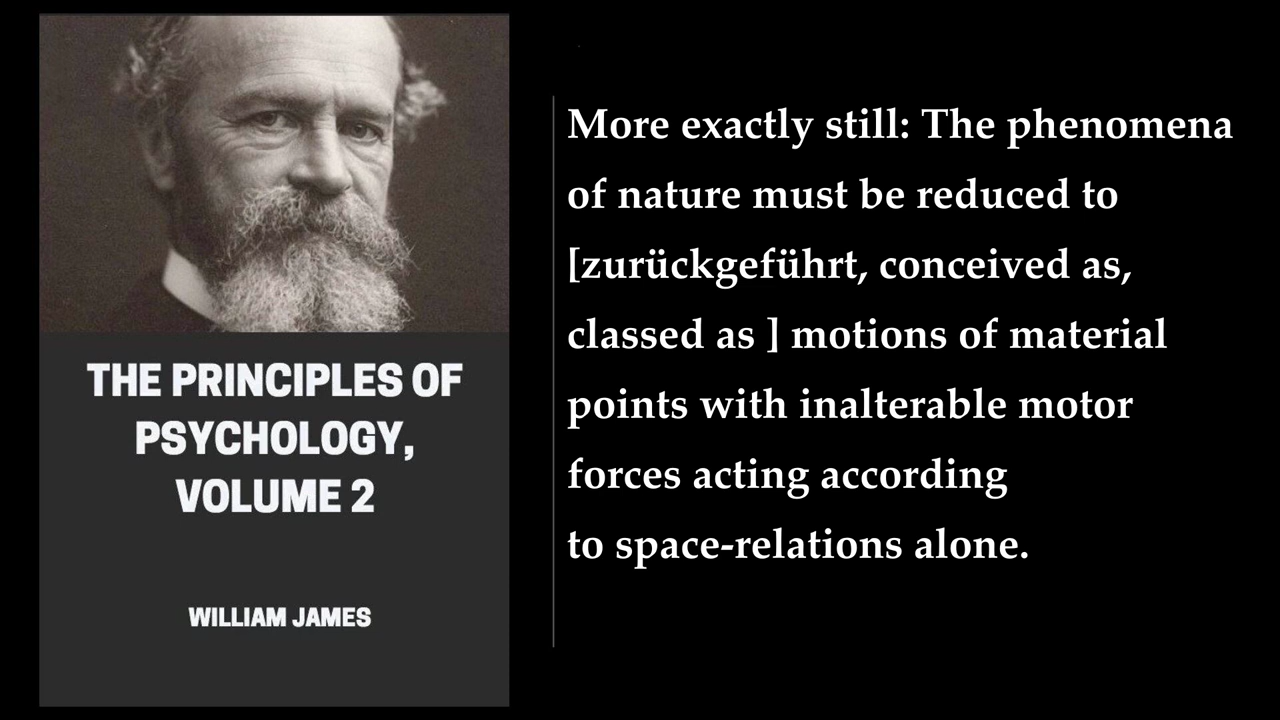 THE PRINCIPLES OF
PSYCHOLOGY,
VOLUME 2
WILLIAM JAMES
More exactly still: The phenomena
of nature must be reduced to
[zurückgeführt, conceived as,
classed as ] motions of material
points with inalterable motor
forces acting according
to space-relations alone.